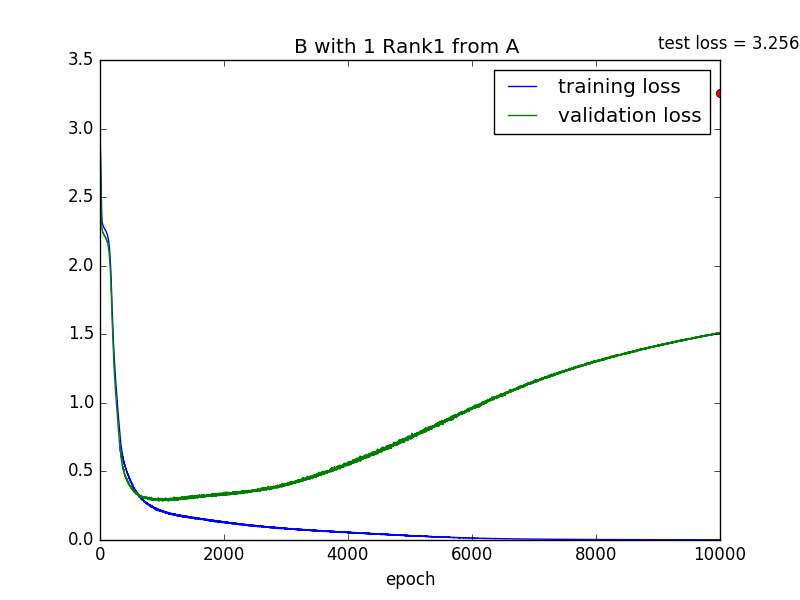 B with 1 Rank1 from A
test loss = 3.256
training loss
validation loss
3.5
3.0
2.5
2.0
1.5
1.0
0.5
0.0
0
2000
4000
6000
8000
10000
epoch